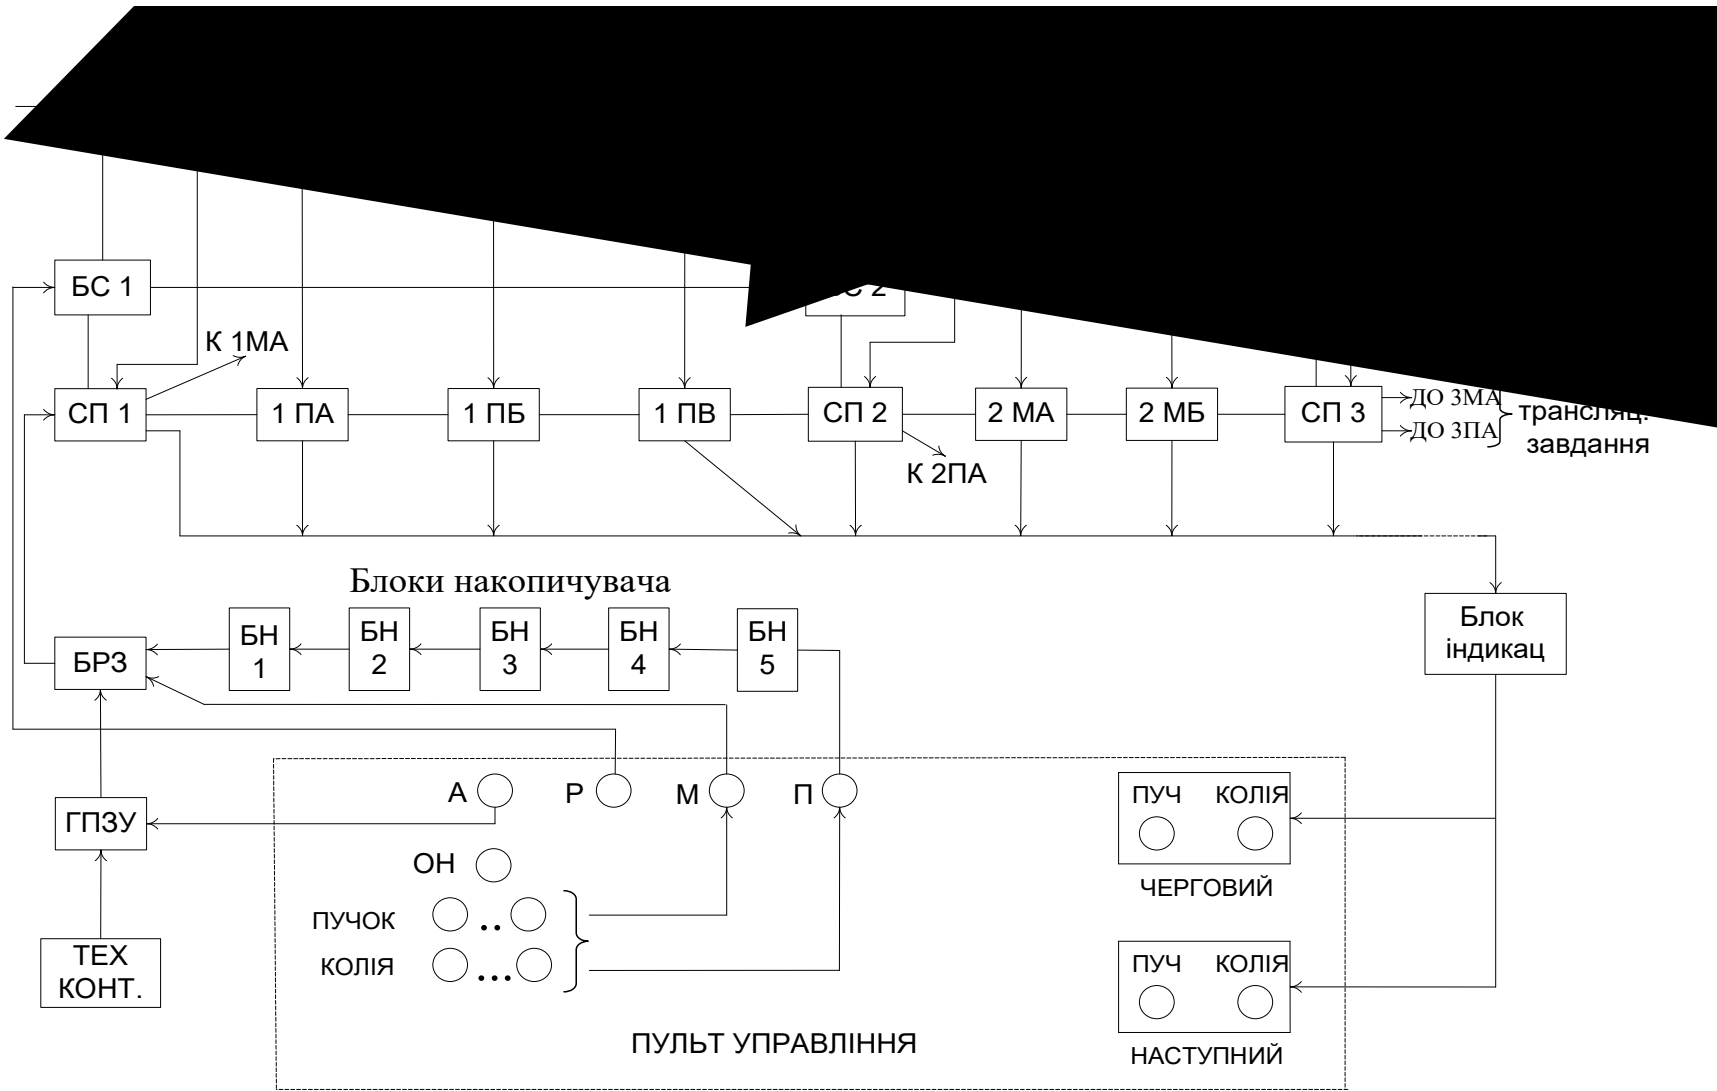 БС 1
С 2
К 1МА
СП 1
1 ПА
1 ПБ
1 ПВ
СП 2
2 МА
2 МБ
СП 3
ДО 3МА
ДО 3ПА
трансляц.
завдання
К 2ПА
Блоки накопичувача
БРЗ
БН
1
БН
2
БН
3
БН
4
БН
5
Блок
індикац
А
Р
М
П
ГПЗУ
ОН
ПУЧОК
..
КОЛІЯ
...
ТЕХ
КОНТ.
ПУЧ КОЛІЯ
ЧЕРГОВИЙ
ПУЧ КОЛІЯ
НАСТУПНИЙ
ПУЛЬТ УПРАВЛІННЯ